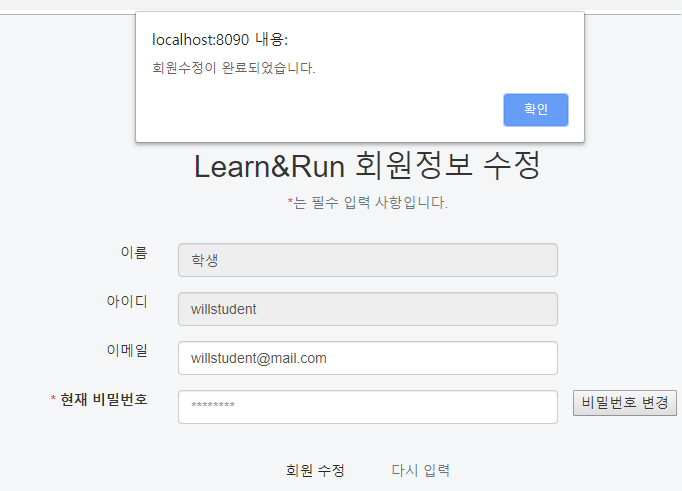 localhost:8090 내용:
회원수정이 완료되었습니다.
확인
Learn&Run 회원정보 수정
*는 필수 입력 사항입니다.
이름 학생
아이디 willstudent
이메일 willstudent@mail.com
* 현재 비밀번호 ******** 비밀번호 변경
회원 수정 다시 입력